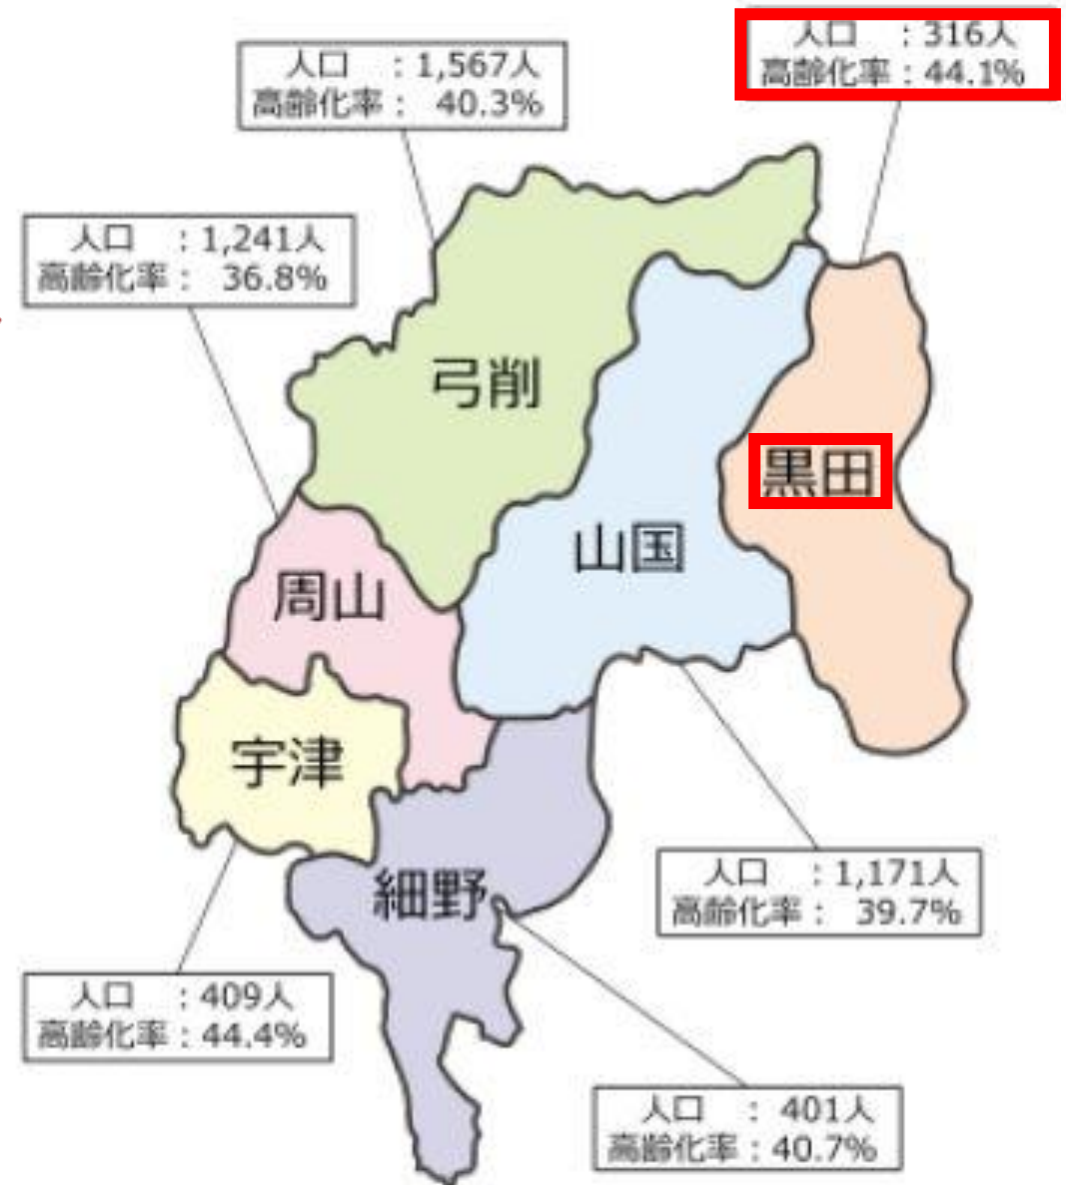 人口 ：316人
高齢化率：44.1%
人口 ：1,567人
高齢化率： 40.3%
人口 ：1,241人
高齢化率： 36.8%
弓削
黒田
山国
周山
宇津
細野
人口 ：1,171人
高齢化率： 39.7%
人口 ：409人
高齢化率：44.4%
人口 ： 401人
高齢化率：40.7%